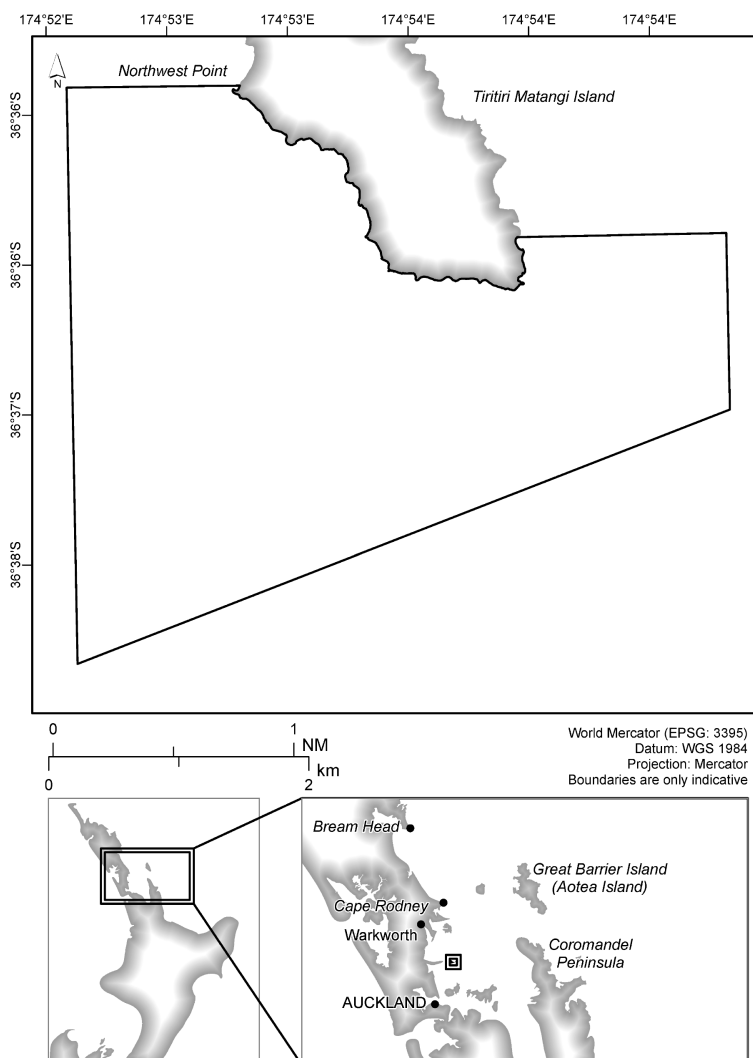 174°52'E 174°53'E 174°53'E 174°54'E 174°54'E 174°54'E
N
Northwest Point
Tiritiri Matangi Island
36°36'S
36°36'S
36°37'S
36°38'S
0 1
NM
km
0 2
World Mercator (EPSG: 3395)
Datum: WGS 1984
Projection: Mercator
Boundaries are only indicative
Bream Head
Great Barrier Island
(Aotea Island)
Cape Rodney
Warkworth
Coromandel
Peninsula
AUCKLAND